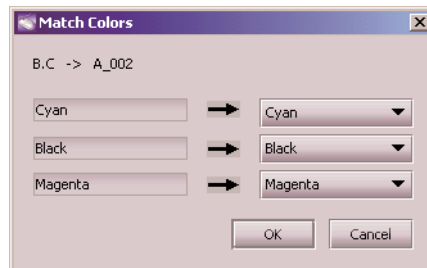 Match Colors
B.C -> A_002
Cyan Cyan
Black Black
Magenta Magenta
OK Cancel